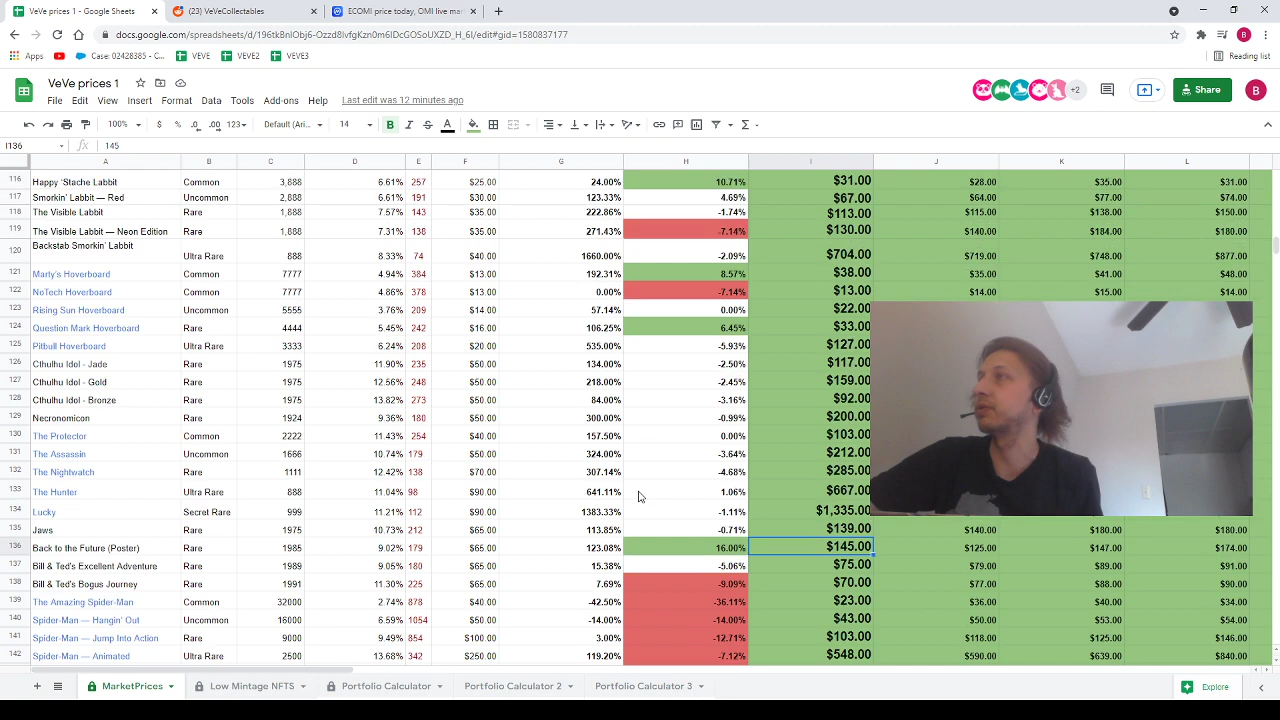 VeVe prices 1 - Google Sheets
(23) VeVeCollectables
ECOMI price today, OMI live ma
docs.google.com/spreadsheets/d/196tkBnlObj6-Ozzd8lvfgKzn0m6IDcGOSoUXZD_H_6I/edit#gid=1580837177
Apps
Case: 02428385 - C...
VEVE
VEVE2
VEVE3
Reading list
VeVe prices 1
File Edit View Insert Format Data Tools Add-ons Help Last edit was 12 minutes ago
+2
Share
B
100% $ % .0 .00 123 Default (Ari... 14 B I S A
I136 fx 145
A B C D E F G H I J K L
116 Happy 'Stache Labbit Common 3,888 6.61% 257 $25.00 24.00% 10.71% $31.00 $28.00 $35.00 $31.00
117 Smorkin' Labbit — Red Uncommon 2,888 6.61% 191 $30.00 123.33% 4.69% $67.00 $64.00 $77.00 $74.00
118 The Visible Labbit Rare 1,888 7.57% 143 $35.00 222.86% -1.74% $113.00 $115.00 $138.00 $150.00
119 The Visible Labbit — Neon Edition Rare 1,888 7.31% 138 $35.00 271.43% -7.14% $130.00 $140.00 $184.00 $180.00
120 Backstab Smorkin' Labbit Ultra Rare 888 8.33% 74 $40.00 1660.00% -2.09% $704.00 $719.00 $748.00 $877.00
121 Marty's Hoverboard Common 7777 4.94% 384 $13.00 192.31% 8.57% $38.00 $35.00 $41.00 $48.00
122 NoTech Hoverboard Common 7777 4.86% 378 $13.00 0.00% -7.14% $13.00 $14.00 $15.00 $14.00
123 Rising Sun Hoverboard Uncommon 5555 3.76% 209 $14.00 57.14% 0.00% $22.00
124 Question Mark Hoverboard Rare 4444 5.45% 242 $16.00 106.25% 6.45% $33.00
125 Pitbull Hoverboard Ultra Rare 3333 6.24% 208 $20.00 535.00% -5.93% $127.00
126 Cthulhu Idol - Jade Rare 1975 11.90% 235 $50.00 134.00% -2.50% $117.00
127 Cthulhu Idol - Gold Rare 1975 12.56% 248 $50.00 218.00% -2.45% $159.00
128 Cthulhu Idol - Bronze Rare 1975 13.82% 273 $50.00 84.00% -3.16% $92.00
129 Necronomicon Rare 1924 9.36% 180 $50.00 300.00% -0.99% $200.00
130 The Protector Common 2222 11.43% 254 $40.00 157.50% 0.00% $103.00
131 The Assassin Uncommon 1666 10.74% 179 $50.00 324.00% -3.64% $212.00
132 The Nightwatch Rare 1111 12.42% 138 $70.00 307.14% -4.68% $285.00
133 The Hunter Ultra Rare 888 11.04% 98 $90.00 641.11% 1.06% $667.00
134 Lucky Secret Rare 999 11.21% 112 $90.00 1383.33% -1.11% $1,335.00
135 Jaws Rare 1975 10.73% 212 $65.00 113.85% -0.71% $139.00 $140.00 $180.00 $180.00
136 Back to the Future (Poster) Rare 1985 9.02% 179 $65.00 123.08% 16.00% $145.00 $125.00 $147.00 $174.00
137 Bill & Ted's Excellent Adventure Rare 1989 9.05% 180 $65.00 15.38% -5.06% $75.00 $79.00 $89.00 $91.00
138 Bill & Ted's Bogus Journey Rare 1991 11.30% 225 $65.00 7.69% -9.09% $70.00 $77.00 $88.00 $90.00
139 The Amazing Spider-Man Common 32000 2.74% 878 $40.00 -42.50% -36.11% $23.00 $36.00 $40.00 $34.00
140 Spider-Man — Hangin' Out Uncommon 16000 6.59% 1054 $50.00 -14.00% -14.00% $43.00 $50.00 $53.00 $54.00
141 Spider-Man — Jump Into Action Rare 9000 9.49% 854 $100.00 3.00% -12.71% $103.00 $118.00 $125.00 $146.00
142 Spider-Man — Animated Ultra Rare 2500 13.68% 342 $250.00 119.20% -7.12% $548.00 $590.00 $639.00 $840.00
MarketPrices Low Mintage NFTS Portfolio Calculator Portfolio Calculator 2 Portfolio Calculator 3 Explore